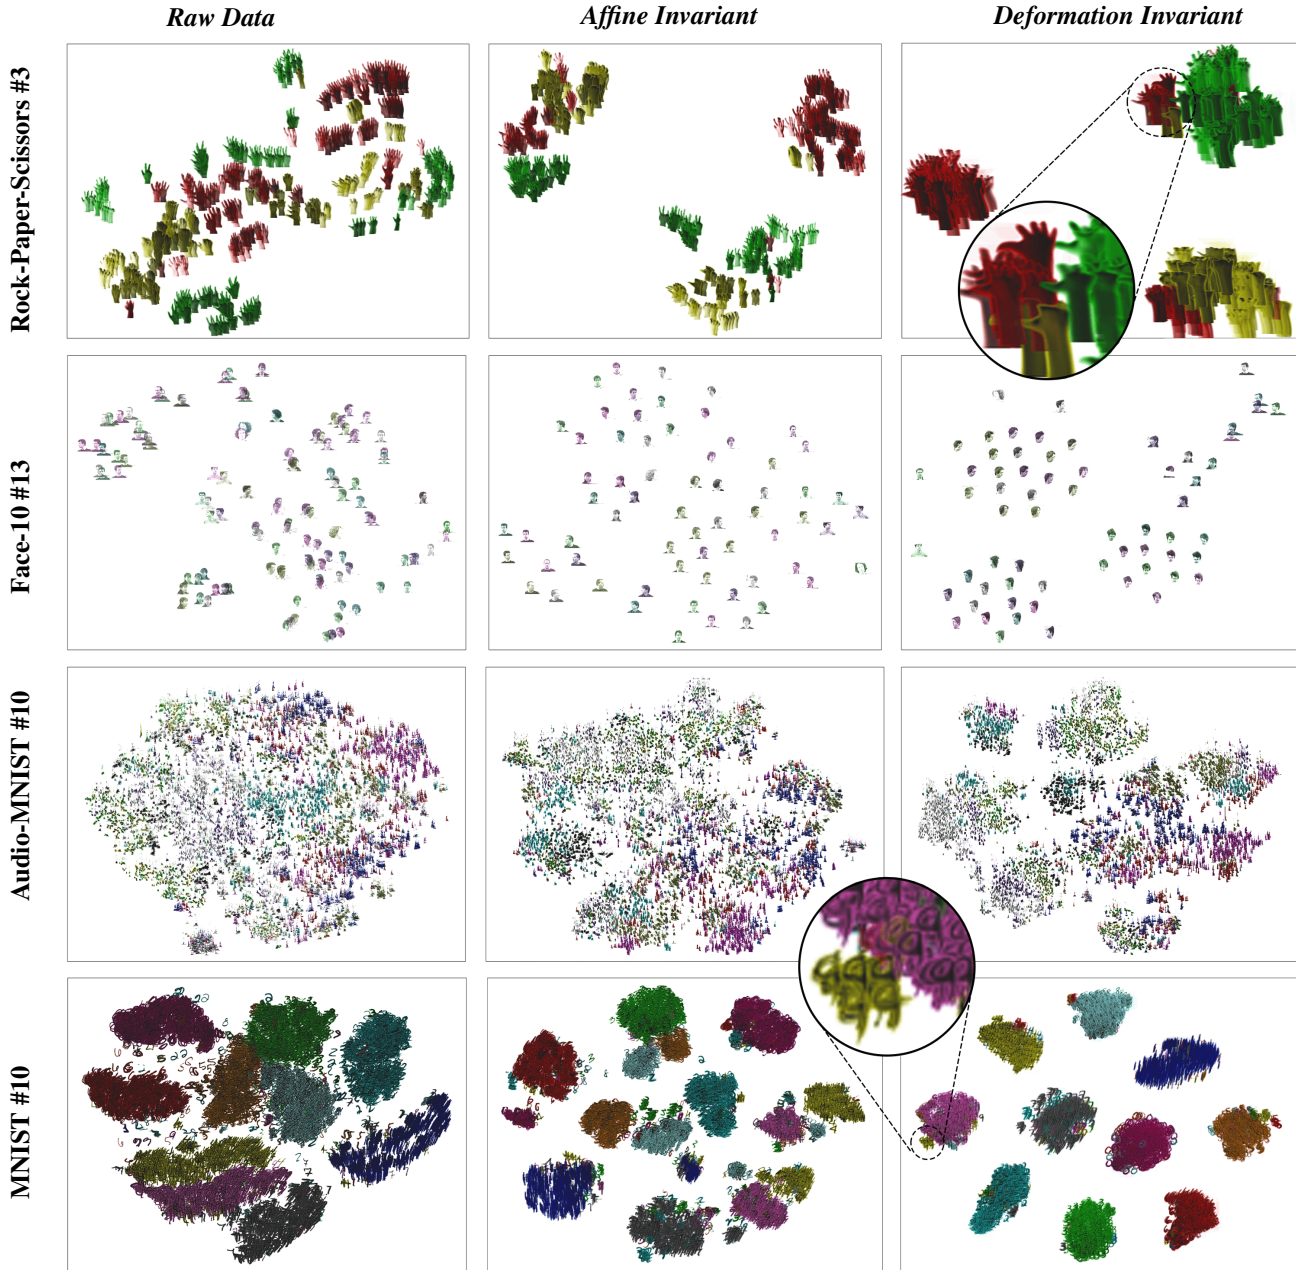 Raw Data
Affine Invariant
Deformation Invariant
Rock-Paper-Scissors #3
Face-10 #13
Audio-MNIST #10
MNIST #10